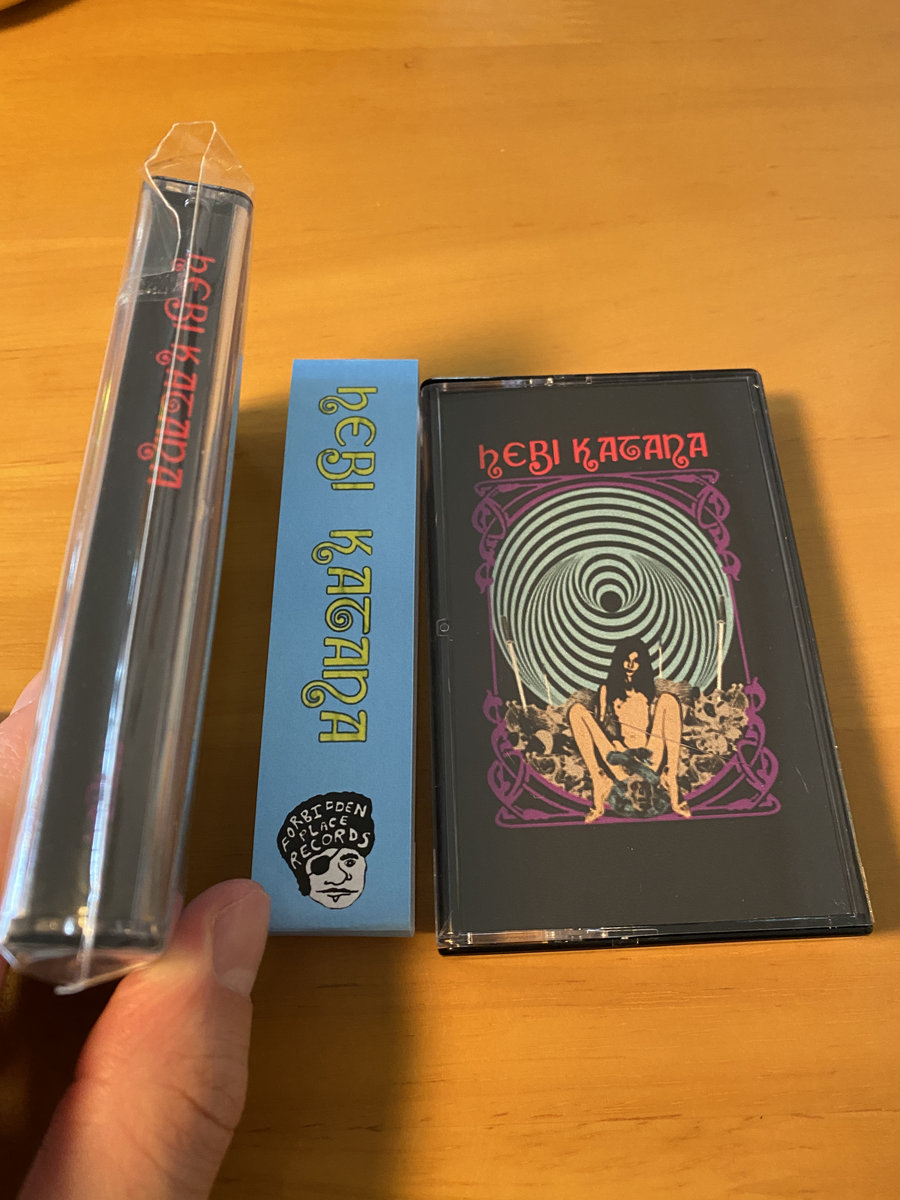 HEBI KATANA
HEBI KATANA
FORBIDDEN
PLACE
RECORDS
HEBI KATANA